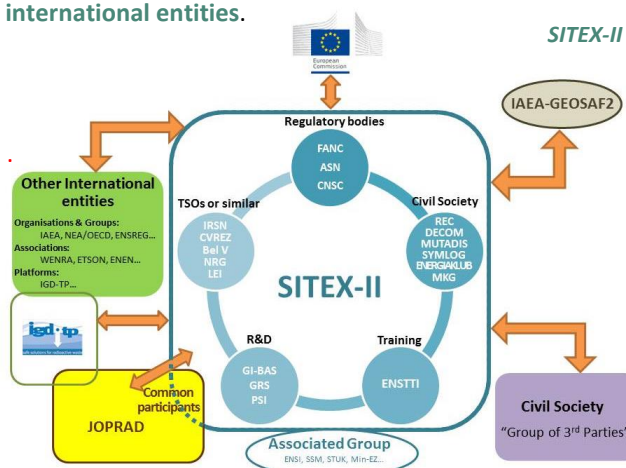 international entities.
SITEX-II
European
Commission
IAEA-GEOSAF2
Regulatory bodies
FANC
ASN
CNSC
Other International
entities
Organisations & Groups:
IAEA, NEA/OECD, ENSREG...
Associations:
WENRA, ETSON, ENEN...
Platforms:
IGD-TP...
TSOs or similar
IRSN
CVREZ
Bel V
NRG
LEI
Civil Society
REC
DECOM
MUTADIS
SYMLOG
ENERGIAKLUB
MKG
SITEX-II
igd-tp
R&D
GI-BAS
GRS
PSI
Training
ENSTTI
Common
participants
JOPRAD
Civil Society
"Group of 3rd Parties"
Associated Group
ENSI, SSM, STUK, Min-EZ...